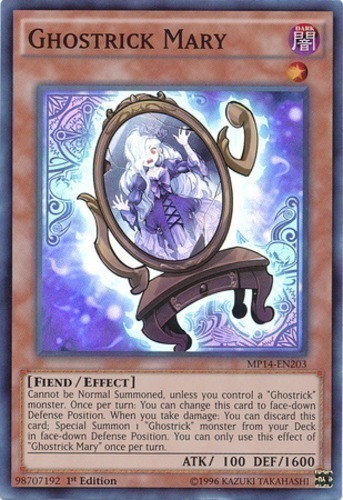 GHOSTRICK MARY
DARK
闇
MP14-EN203
[FIEND / EFFECT]
Cannot be Normal Summoned, unless you control a "Ghostrick"
monster. Once per turn: You can change this card to face-down
Defense Position. When you take damage: You can discard this
card; Special Summon 1 "Ghostrick" monster from your Deck
in face-down Defense Position. You can only use this effect of
"Ghostrick Mary" once per turn.
ATK/ 100 DEF/1600
98707192 1st Edition ©1996 KAZUKI TAKAHASHI